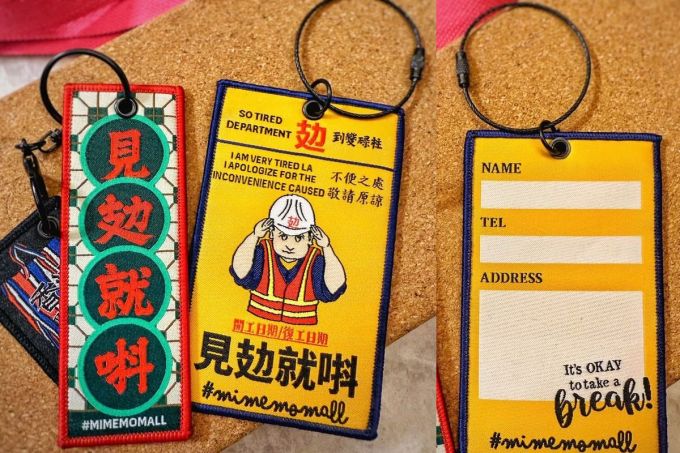 見
攰
就
唞
#MIMEMOMALL
SO TIRED
DEPARTMENT
攰
到變碌柱
I AM VERY TIRED LA
I APOLOGIZE FOR THE
INCONVENIENCE CAUSED
不便之處
敬請原諒
攰
開工日期/復工日期
見攰就唞
#mimemomall
NAME
TEL
ADDRESS
It's OKAY
to take a
break!
#mimemomall